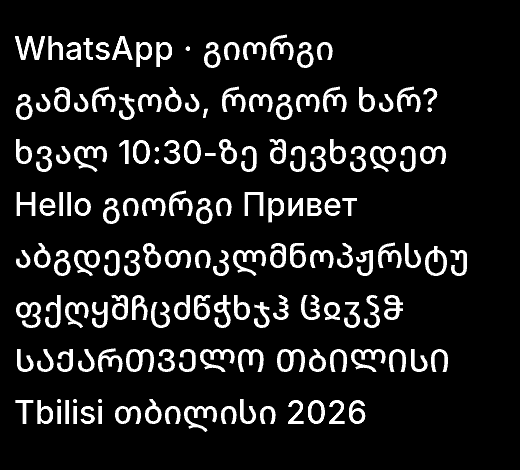 WhatsApp · გიორგი
გამარჯობა, როგორ ხარ?
ხვალ 10:30-ზე შევხვდეთ
Hello გიორგი Привет
აბგდევზთიკლმნოპჟრსტუ
ფქღყშჩცძწჭხჯჰ ჱჲჳჴჵ
ᲡᲐᲥᲐᲠᲗᲕᲔᲚᲝ ᲗᲑᲘᲚᲘᲡᲘ
Tbilisi თბილისი 2026